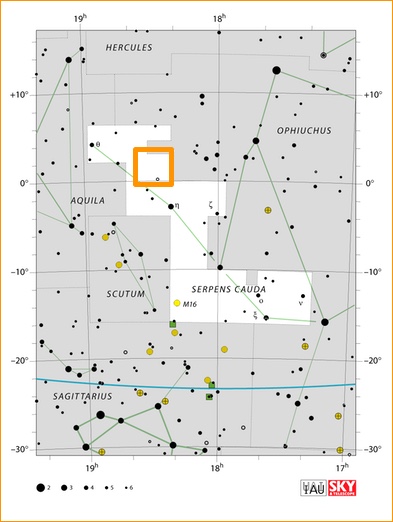 19h 18h
HERCULES
+10° +10°
OPHIUCHUS
θ
0° 0°
AQUILA
η ζ
−10° −10°
SERPENS CAUDA
SCUTUM
ο ν
M16
ξ
−20° −20°
SAGITTARIUS
−30° −30°
19h 18h 17h
2 3 4 5 6
IAU SKY
& TELESCOPE